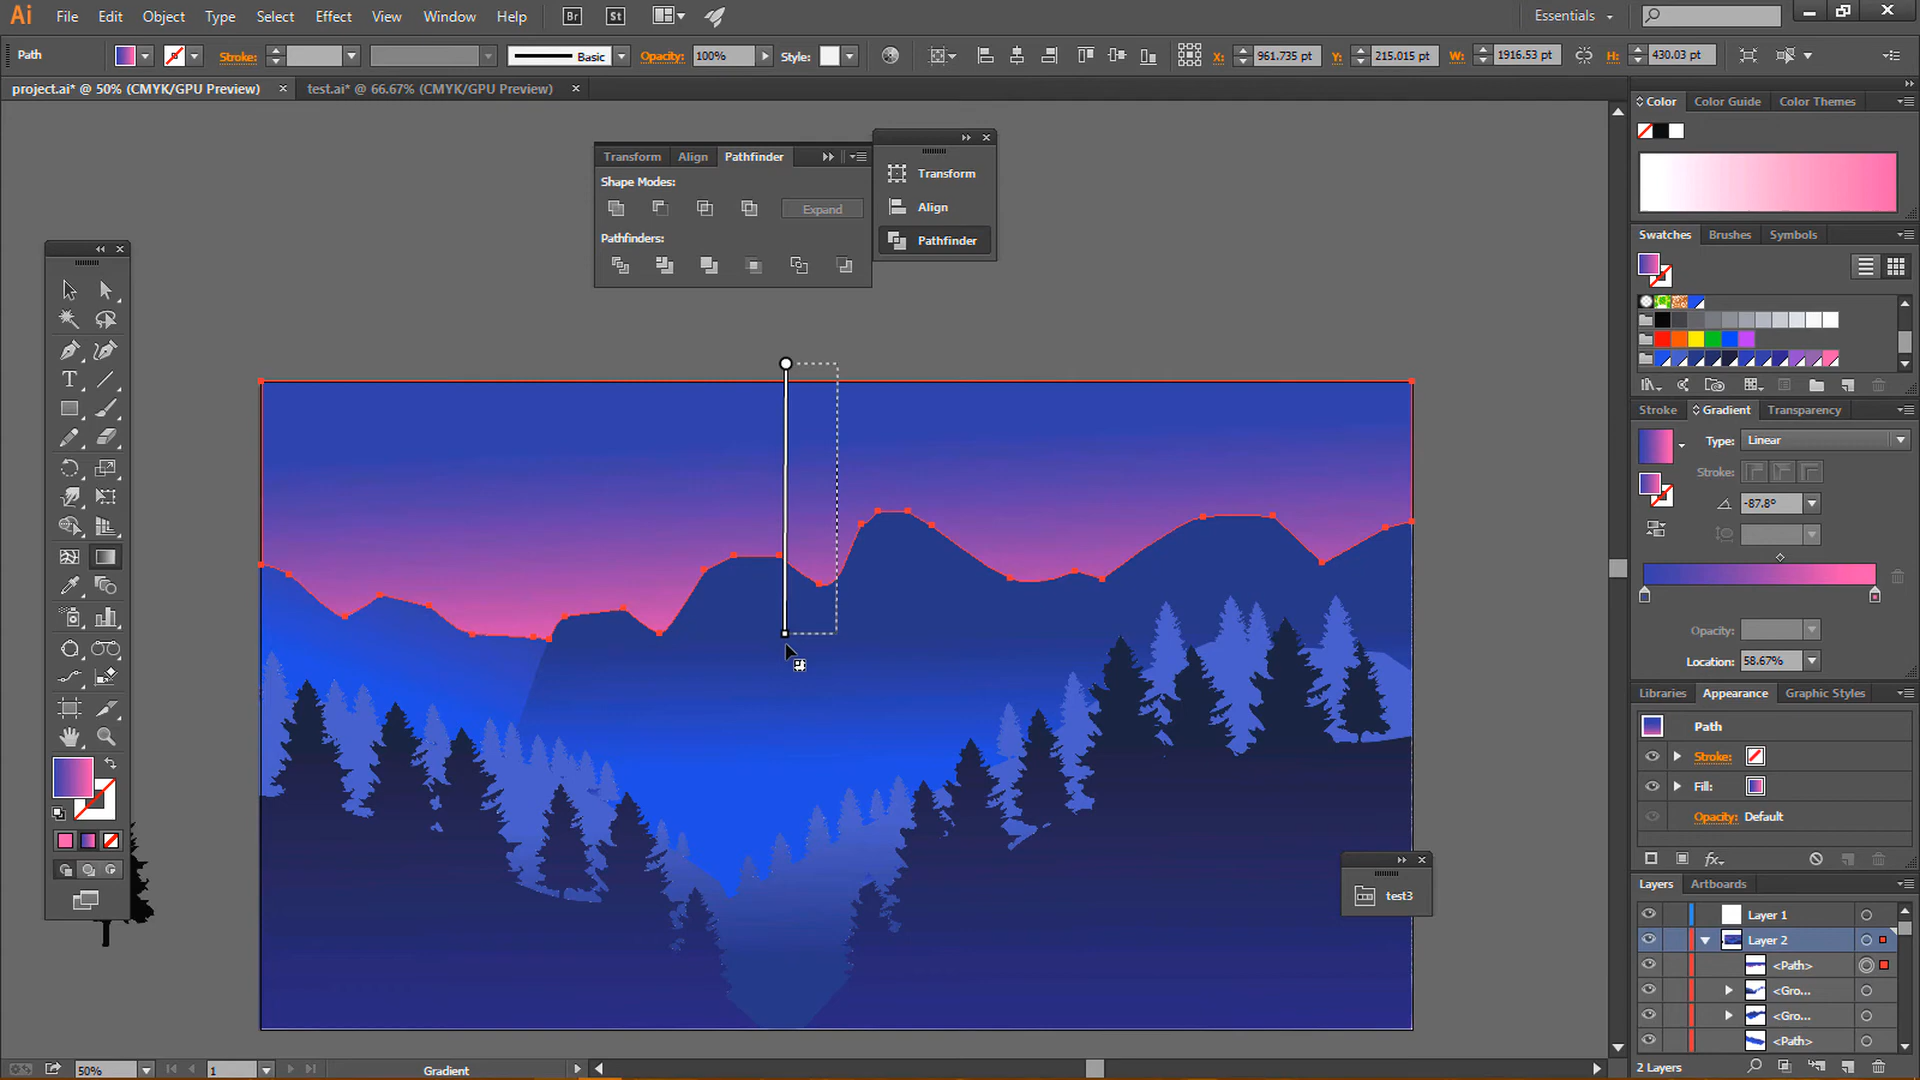 Ai File Edit Object Type Select Effect View Window Help Br St Essentials
Path Stroke: Basic Opacity: 100% Style: X: 961.735 pt Y: 215.015 pt W: 1916.53 pt H: 430.03 pt
project.ai* @ 50% (CMYK/GPU Preview) test.ai* @ 66.67% (CMYK/GPU Preview)
Color Color Guide Color Themes
Transform Align Pathfinder
Shape Modes:
Expand
Pathfinders:
Transform
Align
Pathfinder
Swatches Brushes Symbols
Stroke Gradient Transparency
Type: Linear
Stroke:
-87.8°
Opacity:
Location: 58.67%
Libraries Appearance Graphic Styles
Path
Stroke:
Fill:
Opacity: Default
fx
test3
Layers Artboards
Layer 1
Layer 2
<Path>
<Gro...
<Gro...
<Path>
2 Layers
50% 1 Gradient